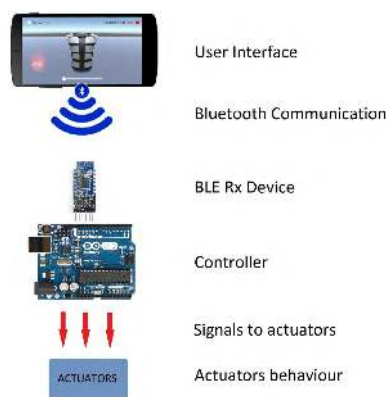 User Interface
Bluetooth Communication
BLE Rx Device
Controller
Signals to actuators
ACTUATORS
Actuators behaviour